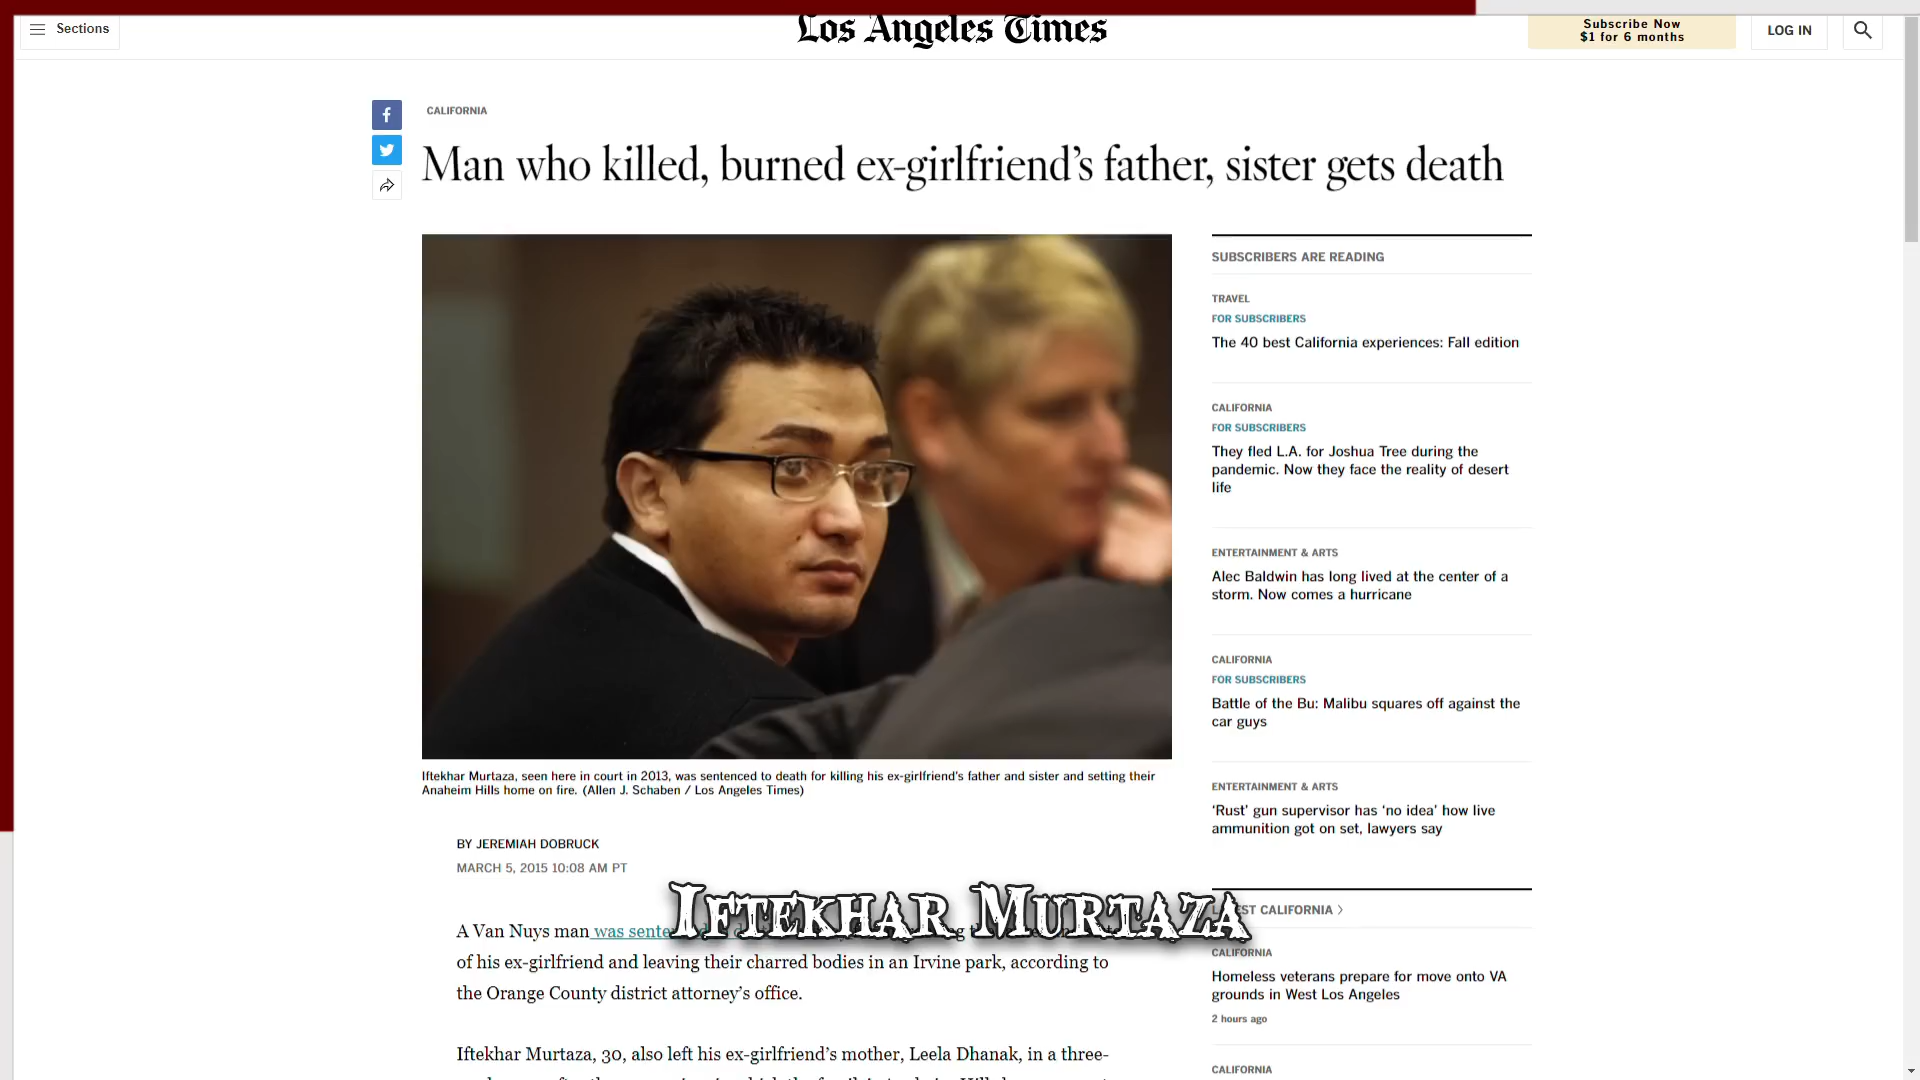 Sections
Los Angeles Times
Subscribe Now
$1 for 6 months
LOG IN
CALIFORNIA
Man who killed, burned ex-girlfriend's father, sister gets death
Iftekhar Murtaza, seen here in court in 2013, was sentenced to death for killing his ex-girlfriend's father and sister and setting their
Anaheim Hills home on fire. (Allen J. Schaben / Los Angeles Times)
BY JEREMIAH DOBRUCK
MARCH 5, 2015 10:08 AM PT
Iftekhar Murtaza
A Van Nuys man was
of his ex-girlfriend and leaving their charred bodies in an Irvine park, according to
the Orange County district attorney's office.
Iftekhar Murtaza, 30, also left his ex-girlfriend's mother, Leela Dhanak, in a three-
SUBSCRIBERS ARE READING
TRAVEL
FOR SUBSCRIBERS
The 40 best California experiences: Fall edition
CALIFORNIA
FOR SUBSCRIBERS
They fled L.A. for Joshua Tree during the
pandemic. Now they face the reality of desert
life
ENTERTAINMENT & ARTS
Alec Baldwin has long lived at the center of a
storm. Now comes a hurricane
CALIFORNIA
FOR SUBSCRIBERS
Battle of the Bu: Malibu squares off against the
car guys
ENTERTAINMENT & ARTS
'Rust' gun supervisor has 'no idea' how live
ammunition got on set, lawyers say
CALIFORNIA >
CALIFORNIA
Homeless veterans prepare for move onto VA
grounds in West Los Angeles
2 hours ago
CALIFORNIA